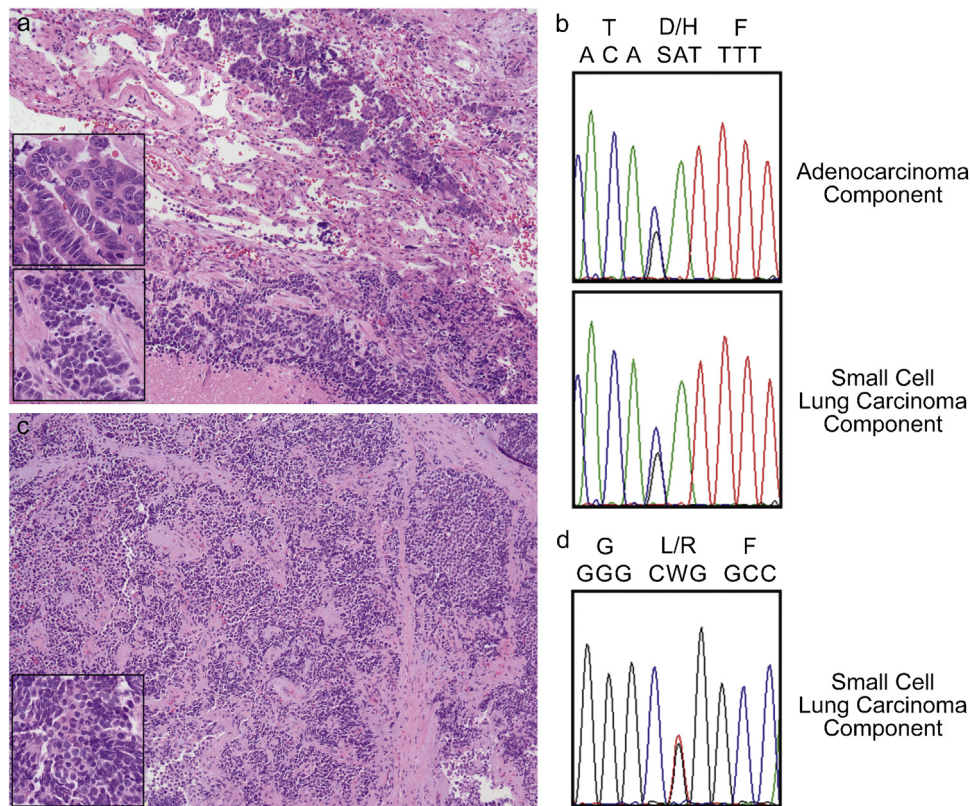 a
b
T D/H F
A C A SAT TTT
Adenocarcinoma
Component
Small Cell
Lung Carcinoma
Component
c
d
G L/R F
GGG CWG GCC
Small Cell
Lung Carcinoma
Component